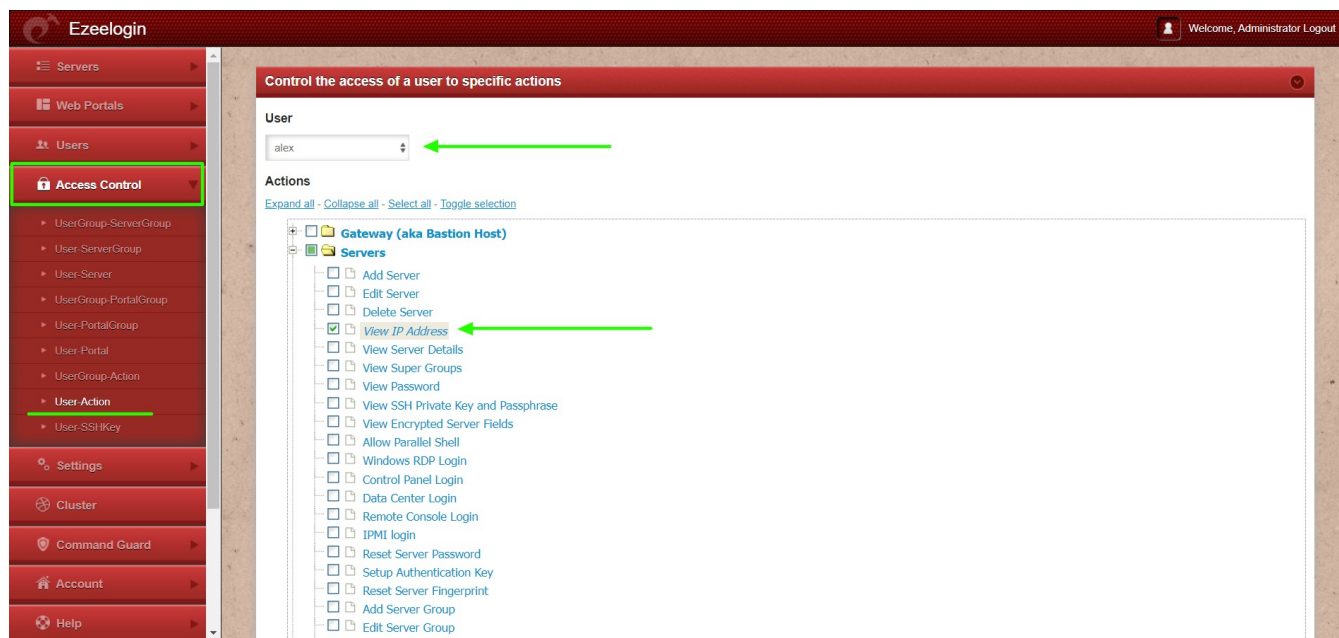 Ezeelogin
Welcome, Administrator Logout
Servers
Web Portals
Users
Access Control
UserGroup-ServerGroup
User-ServerGroup
User-Server
UserGroup-PortalGroup
User-PortalGroup
User-Portal
UserGroup-Action
User-Action
User-SSHKey
Settings
Cluster
Command Guard
Account
Help
Control the access of a user to specific actions
User
alex
Actions
Expand all - Collapse all - Select all - Toggle selection
Gateway (aka Bastion Host)
Servers
Add Server
Edit Server
Delete Server
View IP Address
View Server Details
View Super Groups
View Password
View SSH Private Key and Passphrase
View Encrypted Server Fields
Allow Parallel Shell
Windows RDP Login
Control Panel Login
Data Center Login
Remote Console Login
IPMI login
Reset Server Password
Setup Authentication Key
Reset Server Fingerprint
Add Server Group
Edit Server Group